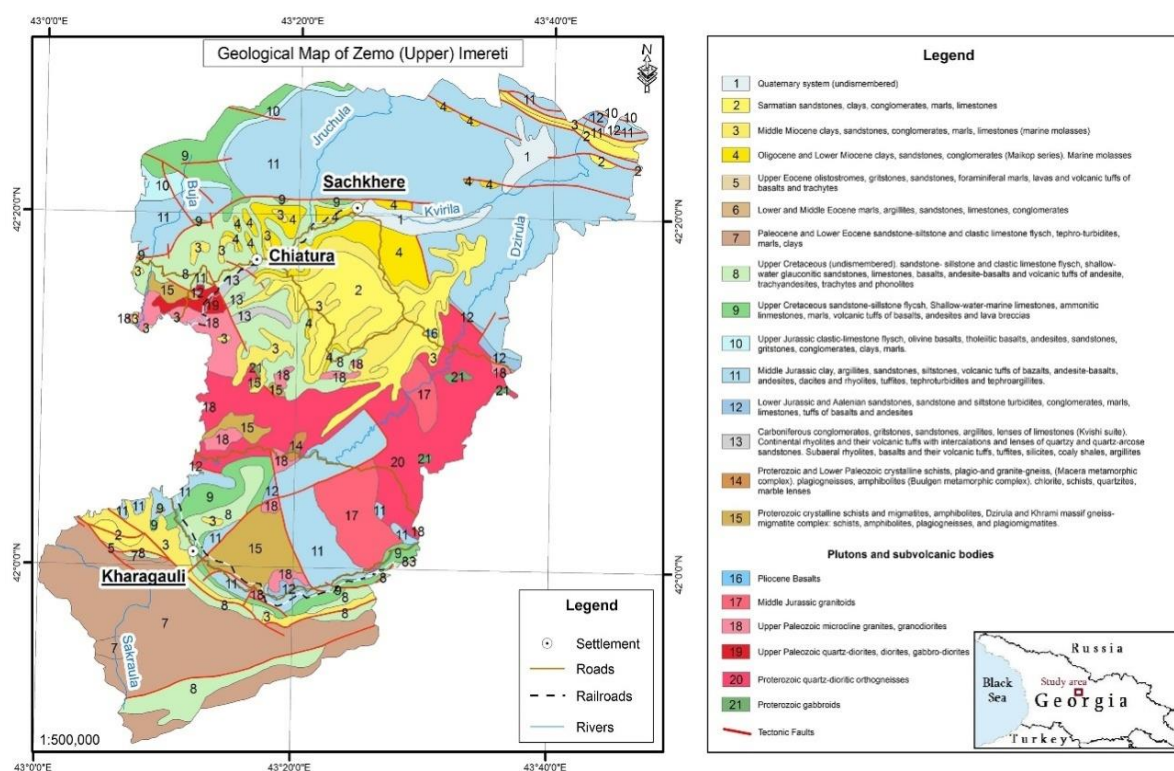 43°0'0"E
43°20'0"E
43°40'0"E
Geological Map of Zemo (Upper) Imereti
N
42°20'0"N
42°20'0"N
42°0'0"N
42°0'0"N
Jruchula
Buja
Sachkhere
Kvirila
Dzirula
Chiatura
Kharagauli
Sakraula
Legend
Settlement
Roads
Railroads
Rivers
1:500,000
43°0'0"E
43°20'0"E
43°40'0"E
Legend
1 Quaternary system (undismembered)
2 Sarmatian sandstones, clays, conglomerates, marls, limestones
3 Middle Miocene clays, sandstones, conglomerates, marls, limestones (marine molasses)
4 Oligocene and Lower Miocene clays, sandstones, conglomerates (Maikop series). Marine molasses
5 Upper Eocene olistostromes, gritstones, sandstones, foraminiferal marls, lavas and volcanic tuffs of
basalts and trachytes
6 Lower and Middle Eocene marls, argillites, sandstones, limestones, conglomerates
7 Paleocene and Lower Eocene sandstone-siltstone and clastic limestone flysch, tephro-turbidites,
marls, clays
8 Upper Cretaceous (undismembered). sandstone- sillstone and clastic limestone flysch, shallow-
water glauconitic sandstones, limestones, basalts, andesite-basalts and volcanic tuffs of andesite,
trachyandesites, trachytes and phonolites
9 Upper Cretaceous sandstone-sillstone flycsh, Shallow-water-marine limestones, ammonitic
linmestones, marls, volcanic tuffs of basalts, andesites and lava breccias
10 Upper Jurassic clastic-limestone flysch, olivine basalts, tholeiitic basalts, andesites, sandstones,
gritstones, conglomerates, clays, marls.
11 Middle Jurassic clay, argillites, sandstones, siltstones, volcanic tuffs of bazalts, andesite-basalts,
andesites, dacites and rhyolites, tuffites, tephroturbidites and tephroargillites.
12 Lower Jurassic and Aalenian sandstones, sandstone and siltstone turbidites, conglomerates, marls,
limestones, tuffs of basalts and andesites
13 Carboniferous conglomerates, gritstones, sandstones, argilites, lenses of limestones (Kvishi suite).
Continental rhyolites and their volcanic tuffs with intercalations and lenses of quartzy and quartz-arcose
sandstones. Subaeral rhyolites, basalts and their volcanic tuffs, tuffites, silicites, coaly shales, argillites
14 Proterozoic and Lower Paleozoic crystalline schists, plagio-and granite-gneiss, (Macera metamorphic
complex). plagiogneisses, amphibolites (Buulgen metamorphic complex). chlorite, schists, quartzites,
marble lenses
15 Proterozoic crystalline schists and migmatites, amphibolites, Dzirula and Khrami massif gneiss-
migmatite complex: schists, amphibolites, plagiogneisses, and plagiomigmatites.
Plutons and subvolcanic bodies
16 Pliocene Basalts
17 Middle Jurassic granitoids
18 Upper Paleozoic microcline granites, granodiorites
19 Upper Paleozoic quartz-diorites, diorites, gabbro-diorites
20 Proterozoic quartz-dioritic orthogneisses
21 Proterozoic gabbroids
Tectonic Faults
Russia
Black
Sea
Study area
Georgia
Turkey